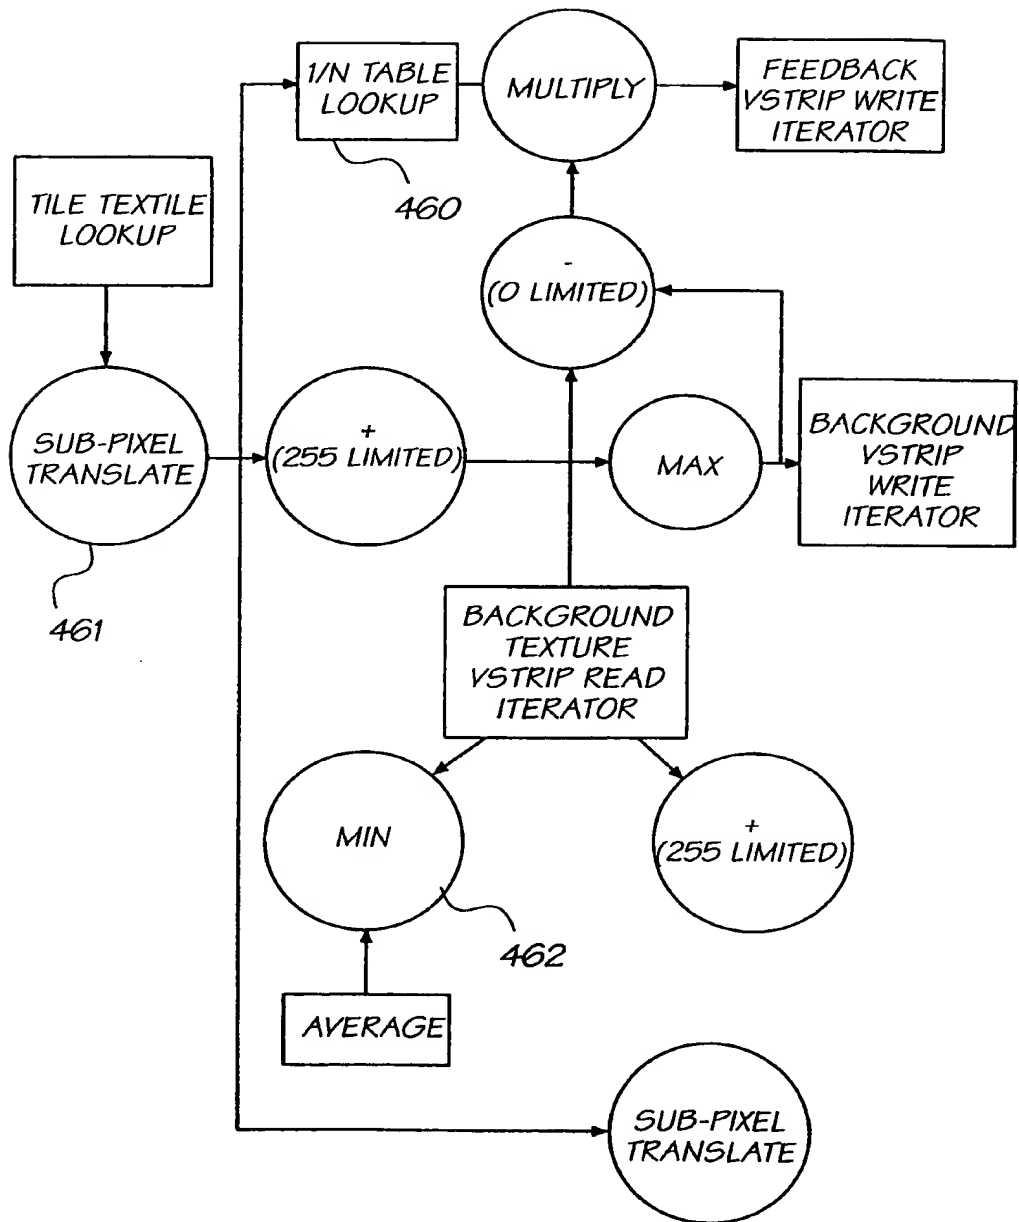 1/N TABLE
LOOKUP
MULTIPLY
FEEDBACK
VSTRIP WRITE
ITERATOR
460
TILE TEXTILE
LOOKUP
-
(0 LIMITED)
SUB-PIXEL
TRANSLATE
461
+
(255 LIMITED)
MAX
BACKGROUND
VSTRIP
WRITE
ITERATOR
BACKGROUND
TEXTURE
VSTRIP READ
ITERATOR
MIN
462
+
(255 LIMITED)
AVERAGE
SUB-PIXEL
TRANSLATE